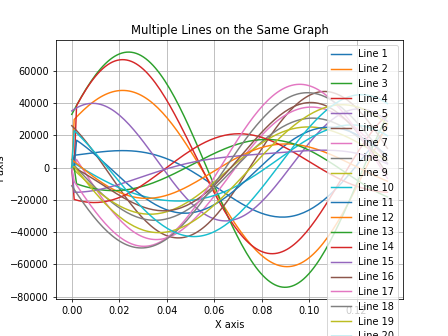 Multiple Lines on the Same Graph
60000
40000
20000
0
−20000
−40000
−60000
−80000
0.00
0.02
0.04
0.06
0.08
0.10
X axis
Line 1
Line 2
Line 3
Line 4
Line 5
Line 6
Line 7
Line 8
Line 9
Line 10
Line 11
Line 12
Line 13
Line 14
Line 15
Line 16
Line 17
Line 18
Line 19
Line 20